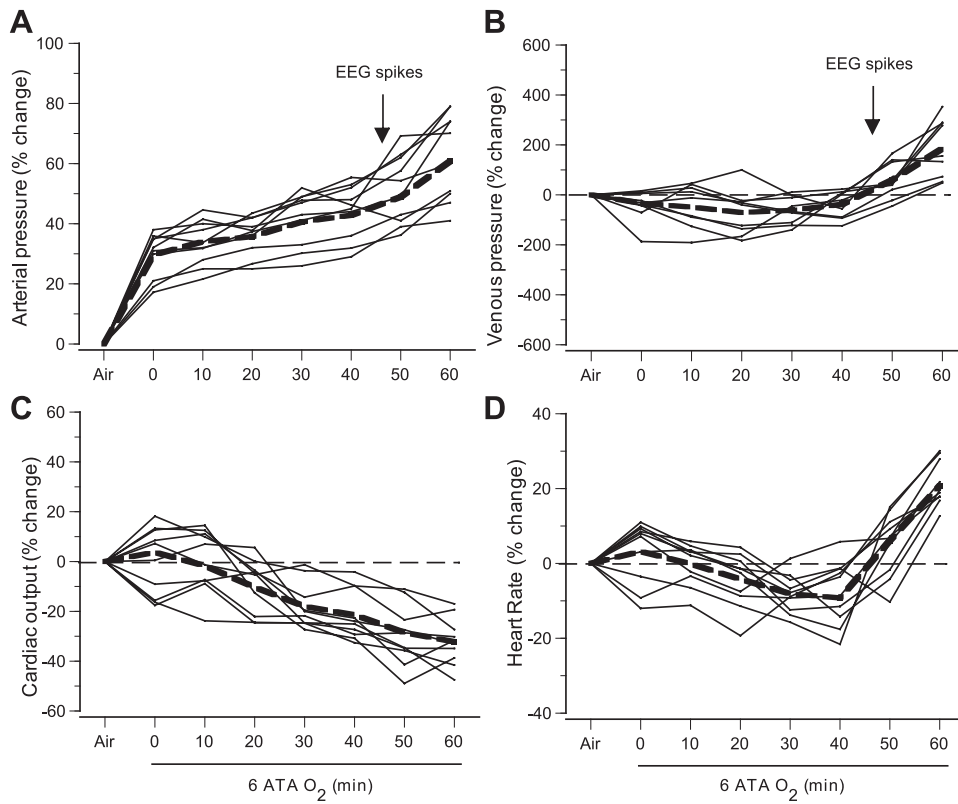 A
Arterial pressure (% change)
100
80
60
40
20
0
EEG spikes
Air 0 10 20 30 40 50 60
B
Venous pressure (% change)
600
400
200
0
-200
-400
-600
EEG spikes
Air 0 10 20 30 40 50 60
C
Cardiac output (% change)
60
40
20
0
-20
-40
-60
Air 0 10 20 30 40 50 60
6 ATA O2 (min)
D
Heart Rate (% change)
40
20
0
-20
-40
Air 0 10 20 30 40 50 60
6 ATA O2 (min)